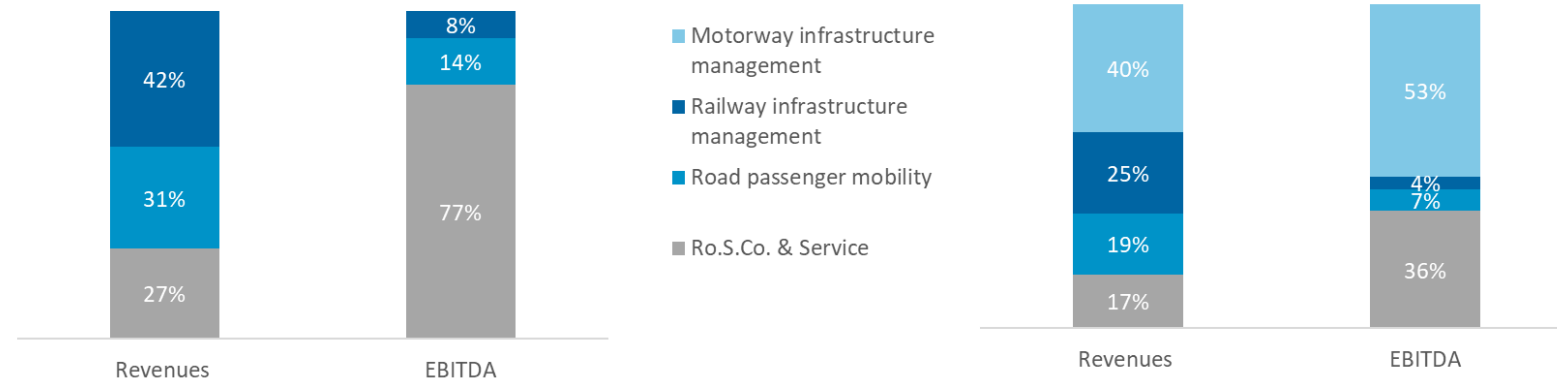 42%
31%
27%
8%
14%
77%
Revenues
EBITDA
Motorway infrastructure
management
Railway infrastructure
management
Road passenger mobility
Ro.S.Co. & Service
40%
25%
19%
17%
53%
4%
7%
36%
Revenues
EBITDA